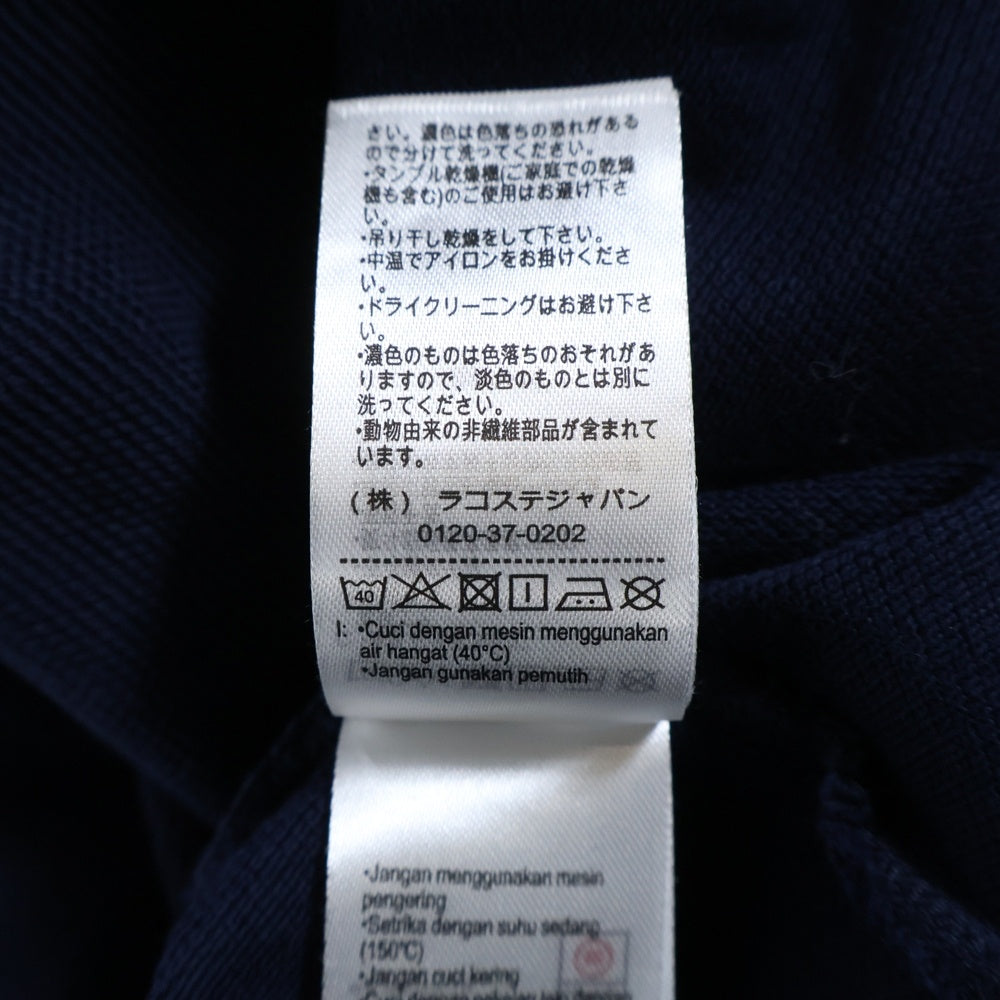 さい。濃色は色落ちの恐れがある
ので分けて洗ってください。
・タンブル乾燥機(ご家庭での乾燥
機も含む)のご使用はお避け下さ
い。
・吊り干し乾燥をして下さい。
・中温でアイロンをお掛けくださ
い。
・ドライクリーニングはお避け下さ
い。
・濃色のものは色落ちのおそれがあ
りますので、淡色のものとは別に
洗ってください。
・動物由来の非繊維部品が含まれて
います。
(株) ラコステジャパン
0120-37-0202
40
I: •Cuci dengan mesin menggunakan
air hangat (40°C)
•Jangan gunakan pemutih
•Jangan menggunakan mesin
pengering
•Setrika dengan suhu sedang
(150°C)
•Jangan cuci kering